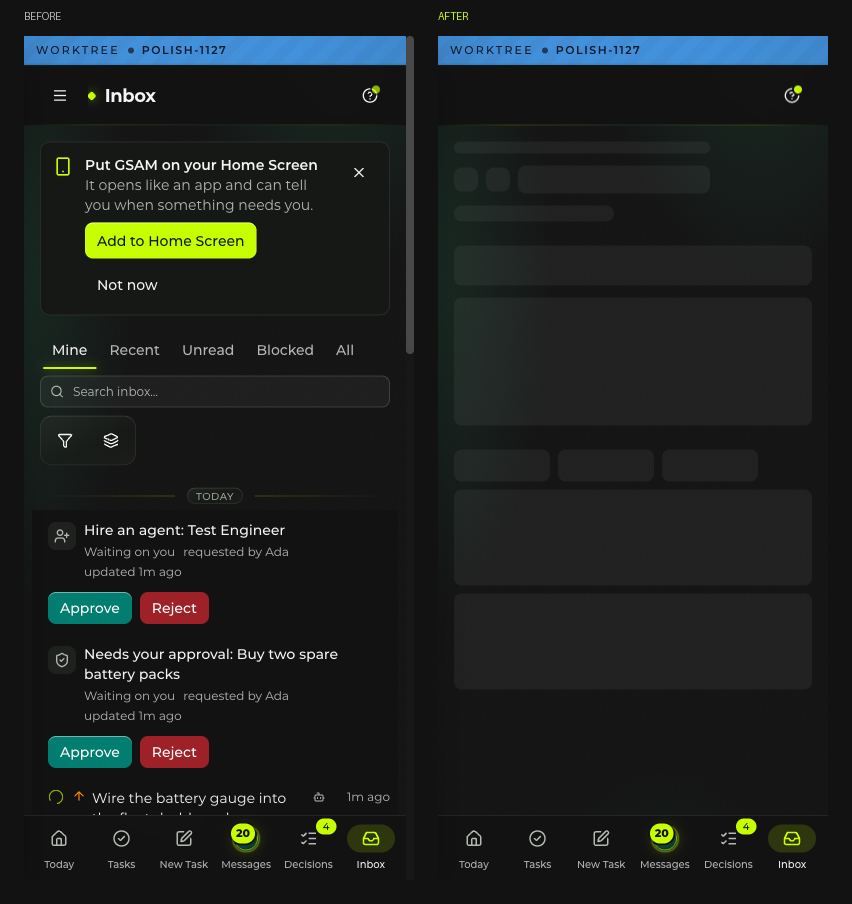 BEFORE
WORKTREE • POLISH-1127
Inbox
Put GSAM on your Home Screen
It opens like an app and can tell
you when something needs you.
Add to Home Screen
Not now
Mine Recent Unread Blocked All
Search inbox...
TODAY
Hire an agent: Test Engineer
Waiting on you requested by Ada
updated 1m ago
Approve Reject
Needs your approval: Buy two spare
battery packs
Waiting on you requested by Ada
updated 1m ago
Approve Reject
Wire the battery gauge into 1m ago
20 4
Today Tasks New Task Messages Decisions Inbox
AFTER
WORKTREE • POLISH-1127
20 4
Today Tasks New Task Messages Decisions Inbox